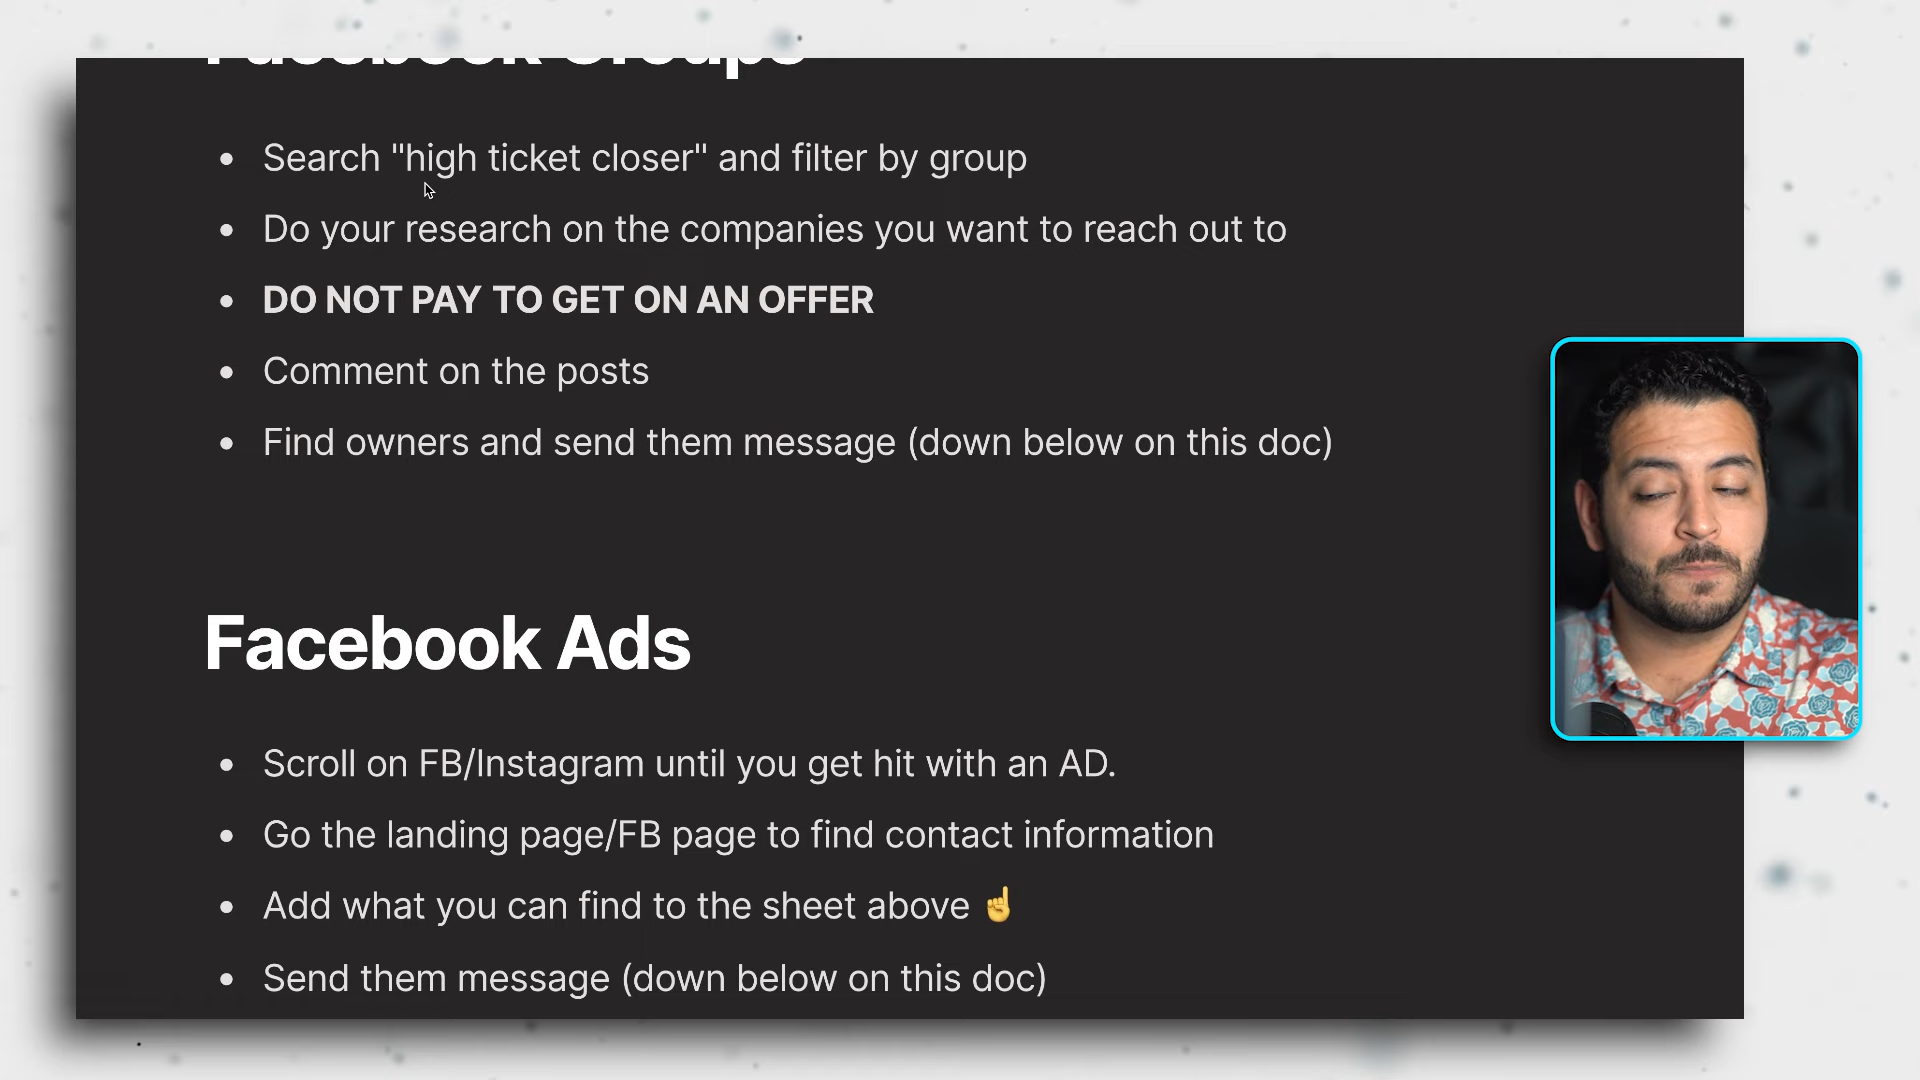 Facebook Groups
Search "high ticket closer" and filter by group
Do your research on the companies you want to reach out to
DO NOT PAY TO GET ON AN OFFER
Comment on the posts
Find owners and send them message (down below on this doc)
Facebook Ads
Scroll on FB/Instagram until you get hit with an AD.
Go the landing page/FB page to find contact information
Add what you can find to the sheet above ☝️
Send them message (down below on this doc)